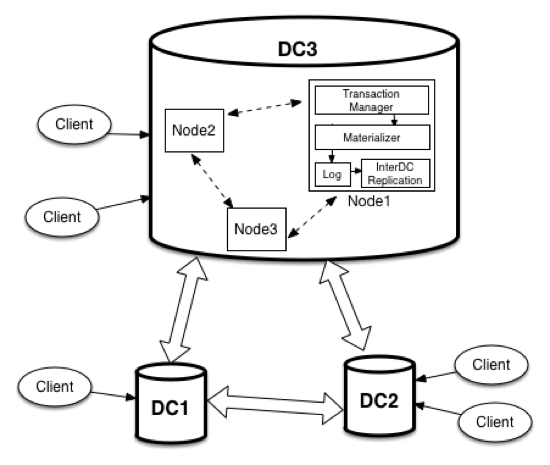 DC3
Transaction
Manager
Client
Node2
Materializer
Log
InterDC
Replication
Node1
Client
Node3
Client
DC1
DC2
Client
Client